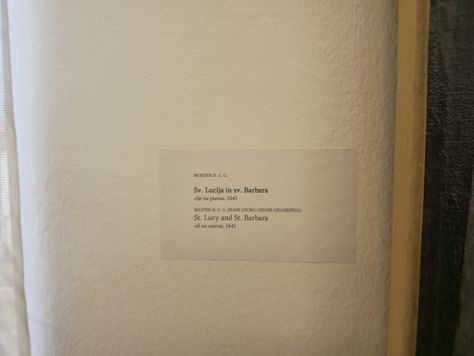 MOJSTER H. G. G.
Sv. Lucija in sv. Barbara
olje na platnu, 1641
MASTER H. G. G. (HANS GEORG GEIGER GEIGERFELD)
St. Lucy and St. Barbara
oil on canvas, 1641